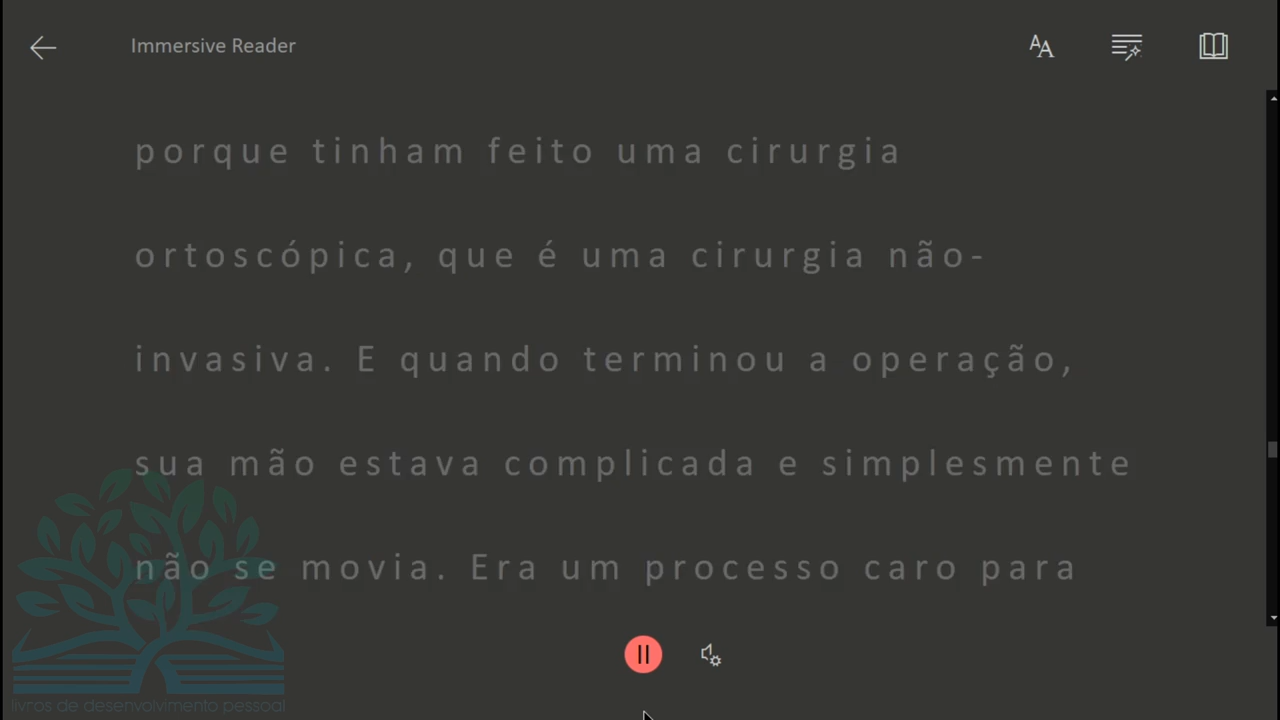 Immersive Reader
porque tinham feito uma cirurgia
ortoscópica, que é uma cirurgia não-
invasiva. E quando terminou a operação,
sua mão estava complicada e simplesmente
não se movia. Era um processo caro para
livros de desenvolvimento pessoal